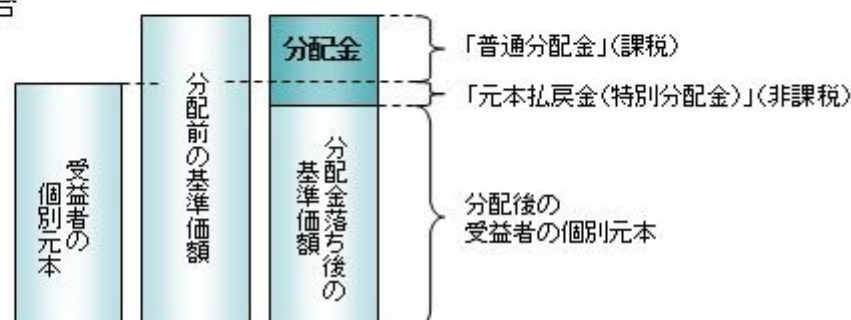 分配金
「普通分配金」(課税)
「元本払戻金(特別分配金)」(非課税)
受益者の
個別元本
分配前の基準価額
分配金落ち後の
基準価額
分配後の
受益者の個別元本